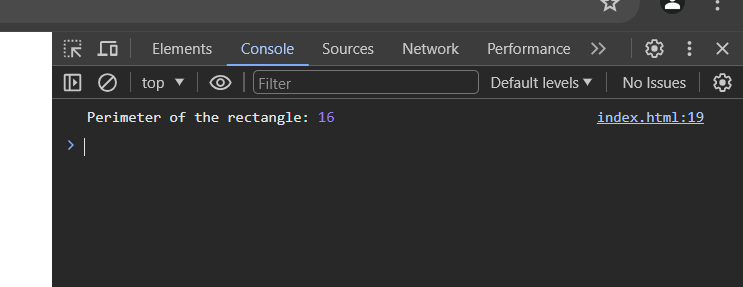 Elements Console Sources Network Performance
top Filter Default levels No Issues
Perimeter of the rectangle: 16 index.html:19